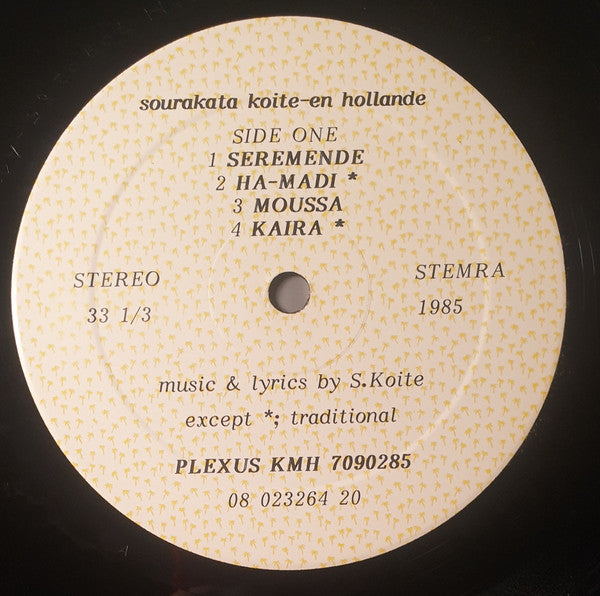 sourakata koite-en hollande
SIDE ONE
1 SEREMENDE
2 HA-MADI *
3 MOUSSA
4 KAIRA *
STEREO
33 1/3
STEMRA
1985
music & lyrics by S.Koite
except *; traditional
PLEXUS KMH 7090285
08 023264 20